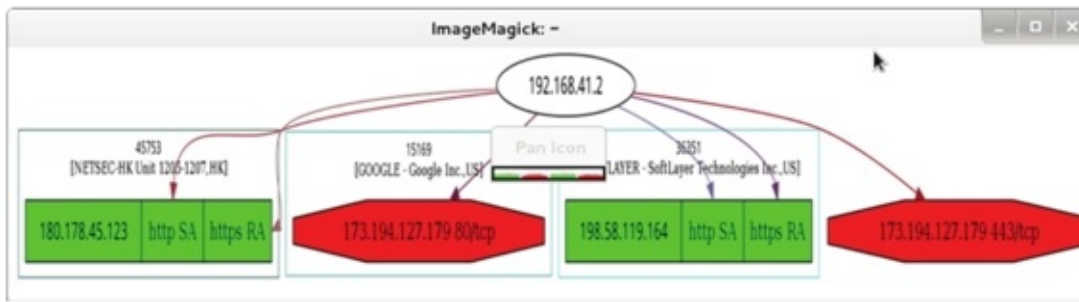 ImageMagick: -
192.168.41.2
45753
[NETSEC-HK Unit 1205-1207,HK]
15169
[GOOGLE - Google Inc.,US]
Pan Icon
36351
LAYER - SoftLayer Technologies Inc.,US]
180.178.45.123
http SA
https RA
173.194.127.179 80/tcp
198.58.119.164
http SA
https RA
173.194.127.179 443/tcp